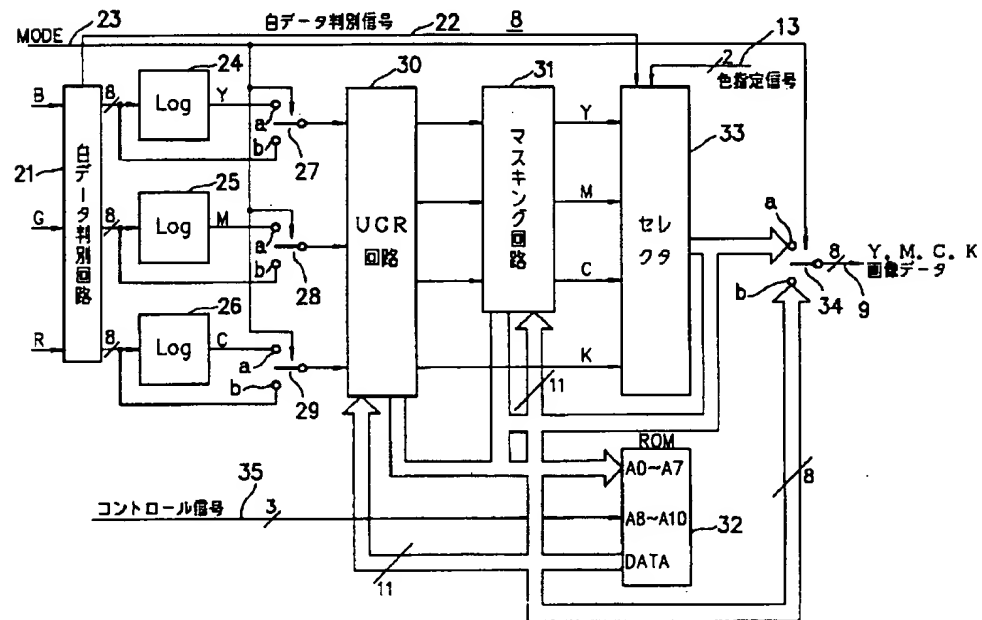 23
白データ判別信号
22
8
MODE
13
2
色指定信号
24
30
31
B
8
Log
Y
a
b
27
Y
33
21
白データ判別回路
25
G
8
Log
M
a
b
28
UCR
回路
マスキング回路
M
セレ
クタ
a
b
8
Y. M. C. K
画像データ
34
9
26
R
8
Log
C
a
b
29
C
K
11
ROM
A0~A7
8
35
コントロール信号
3
A8~A10
32
DATA
11